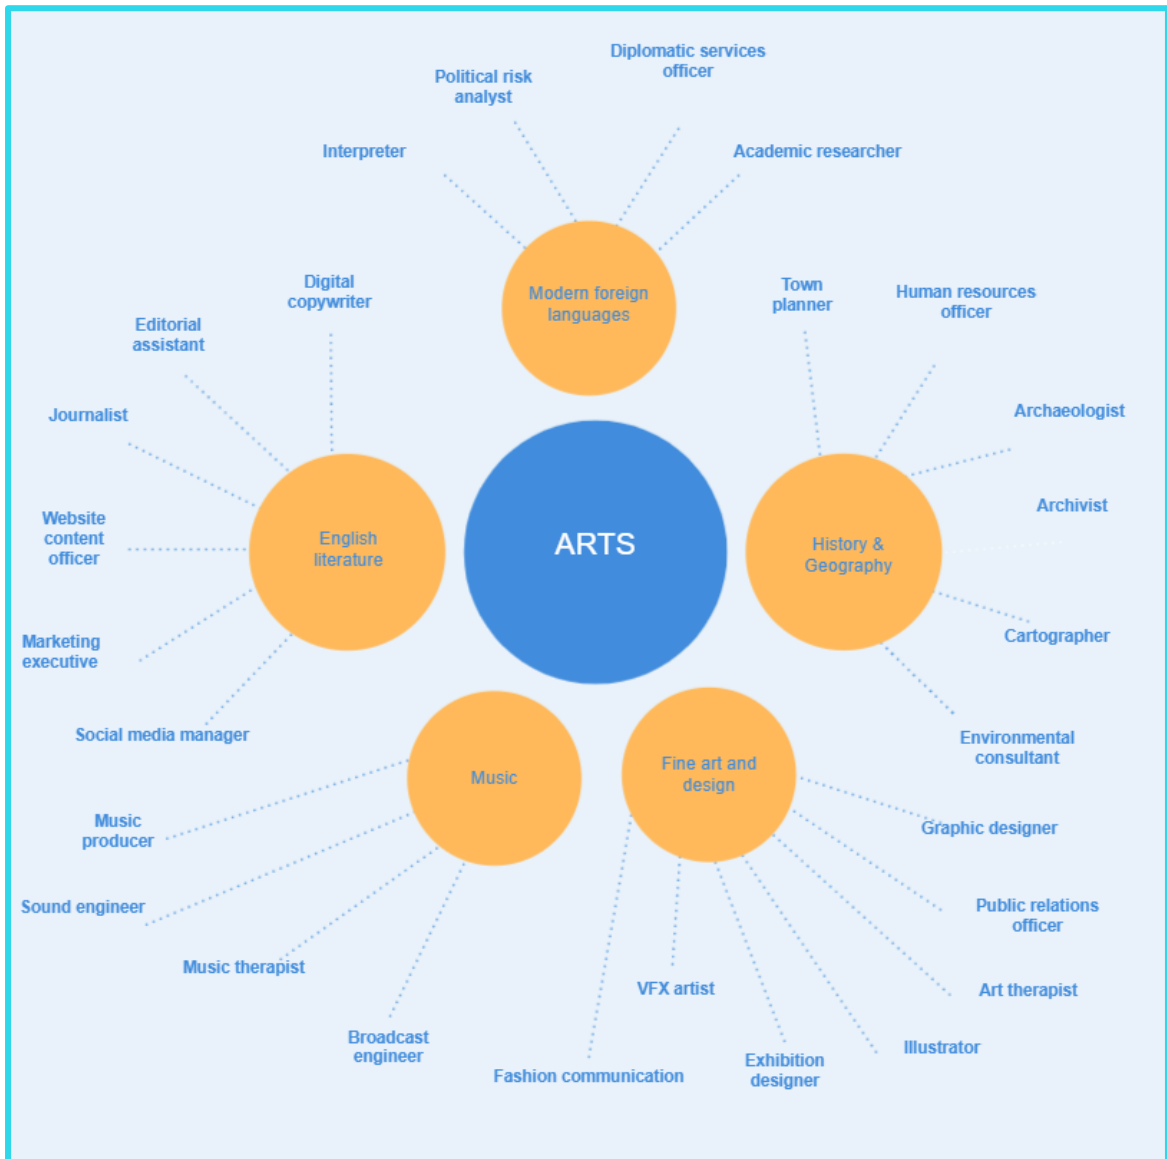 Diplomatic services
officer
Political risk
analyst
Interpreter
Academic researcher
Modern foreign
languages
Digital
copywriter
Editorial
assistant
Journalist
Website
content
officer
Marketing
executive
Social media manager
English
literature
ARTS
Town
planner
Human resources
officer
Archaeologist
Archivist
Cartographer
Environmental
consultant
History &
Geography
Music
Music
producer
Sound engineer
Music therapist
Broadcast
engineer
Fine art and
design
Graphic designer
Public relations
officer
Art therapist
Illustrator
Exhibition
designer
VFX artist
Fashion communication